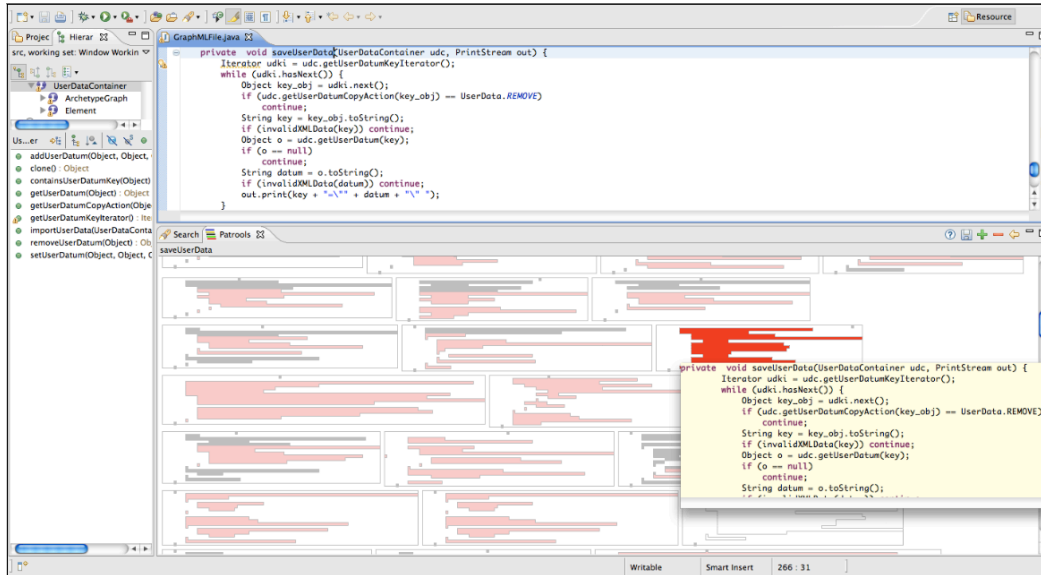 Resource
Projec Hierar
GraphMLFile.java
src, working set: Window Workin
UserDataContainer
ArchetypeGraph
Element
Us...er
addUserDatum(Object, Object,
clone() : Object
containsUserDatumKey(Object)
getUserDatum(Object) : Object
getUserDatumCopyAction(Obje
getUserDatumKeyIterator() : Ite
importUserData(UserDataConta
removeUserDatum(Object) : Ob
setUserDatum(Object, Object, C
private void saveUserData(UserDataContainer udc, PrintStream out) {
Iterator udki = udc.getUserDatumKeyIterator();
while (udki.hasNext()) {
Object key_obj = udki.next();
if (udc.getUserDatumCopyAction(key_obj) == UserData.REMOVE)
continue;
String key = key_obj.toString();
if (invalidXMLData(key)) continue;
Object o = udc.getUserDatum(key);
if (o == null)
continue;
String datum = o.toString();
if (invalidXMLData(datum)) continue;
out.print(key + "=\"" + datum + "\" ");
}
Search Patrools
saveUserData
private void saveUserData(UserDataContainer udc, PrintStream out) {
Iterator udki = udc.getUserDatumKeyIterator();
while (udki.hasNext()) {
Object key_obj = udki.next();
if (udc.getUserDatumCopyAction(key_obj) == UserData.REMOVE)
continue;
String key = key_obj.toString();
if (invalidXMLData(key)) continue;
Object o = udc.getUserDatum(key);
if (o == null)
continue;
String datum = o.toString();
Writable Smart Insert 266 : 31